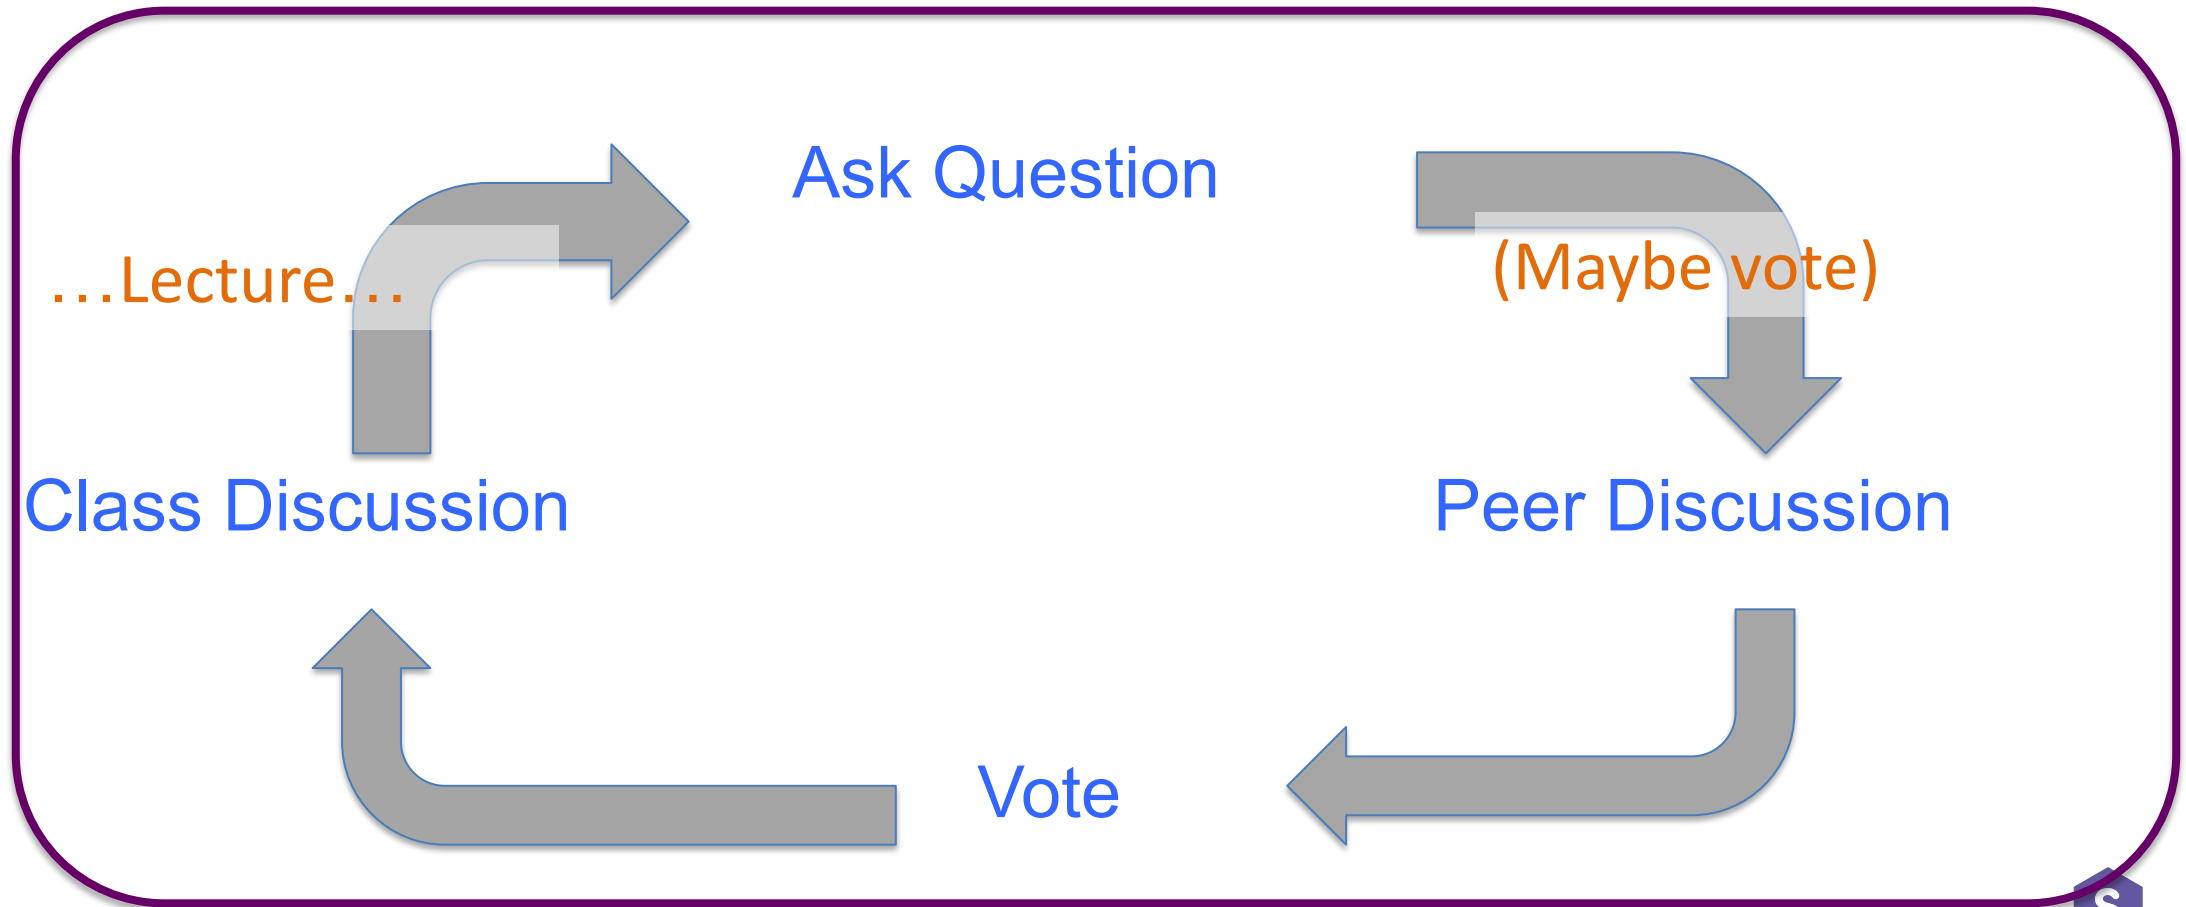 Ask Question
…Lecture…
(Maybe vote)
Class Discussion
Peer Discussion
Vote
S